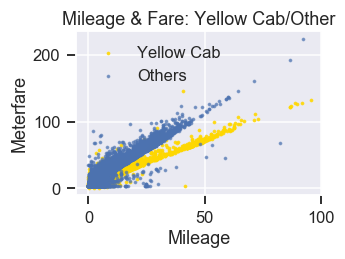 Mileage & Fare: Yellow Cab/Other
Yellow Cab
Others
Meterfare
200
100
0
0 50 100
Mileage